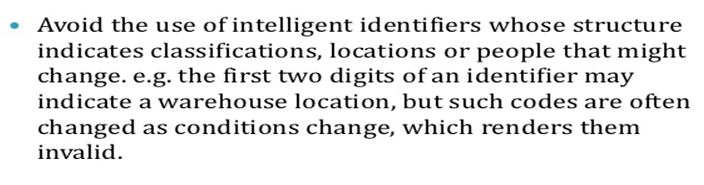 • Avoid the use of intelligent identifiers whose structure
indicates classifications, locations or people that might
change. e.g. the first two digits of an identifier may
indicate a warehouse location, but such codes are often
changed as conditions change, which renders them
invalid.